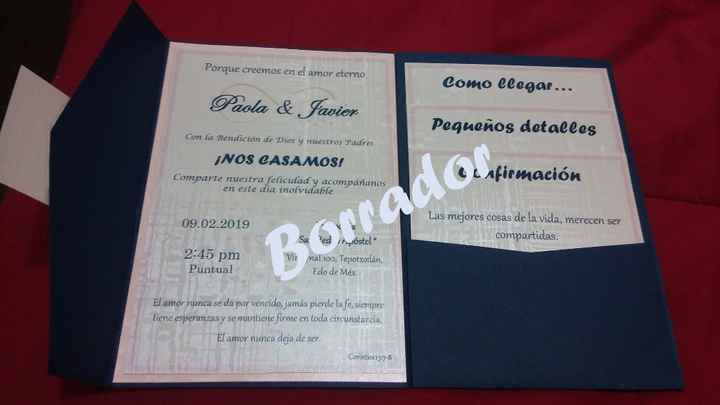 Porque creemos en el amor eterno
Paola & Javier
Con la Bendición de Dios y nuestros Padres
¡NOS CASAMOS!
Comparte nuestra felicidad y acompáñanos
en este día inolvidable
09.02.2019
2:45 pm
Puntual
Apóstel"
100, Tepotzotlán,
Edo de Méx.
El amor nunca se da por vencido, jamás pierde la fe, siempre
tiene esperanzas y se mantiene firme en toda circunstancia.
El amor nunca deja de ser.
Borrador
Como llegar...
Pequeños detalles
Confirmación
Las mejores cosas de la vida, merecen ser
compartidas.